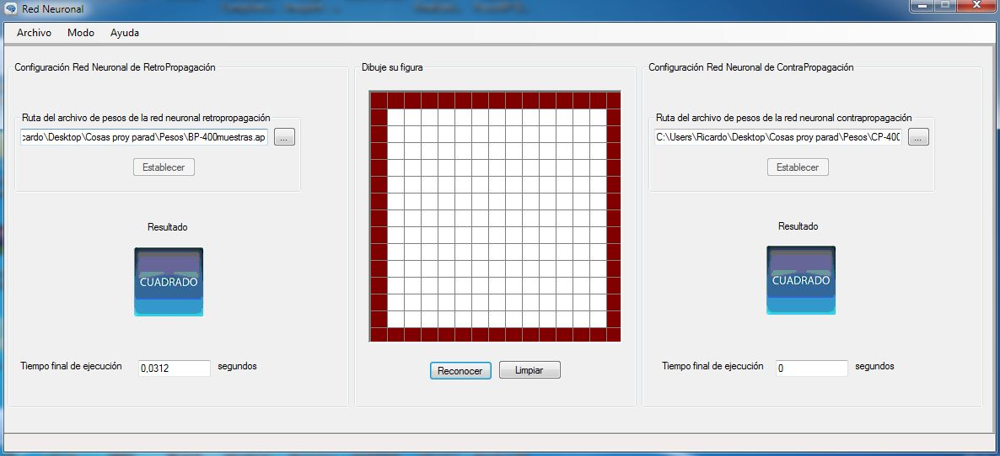 Red Neuronal
Archivo Modo Ayuda
Configuración Red Neuronal de RetroPropagación
Ruta del archivo de pesos de la red neuronal retropropagación
cardo\Desktop\Cosas proy parad\Pesos\BP-400muestras.ap
...
Establecer
Resultado
CUADRADO
Tiempo final de ejecución 0,0312 segundos
Dibuje su figura
Reconocer Limpiar
Configuración Red Neuronal de ContraPropagación
Ruta del archivo de pesos de la red neuronal contrapropagación
C:\Users\Ricardo\Desktop\Cosas proy parad\Pesos\CP-400
...
Establecer
Resultado
CUADRADO
Tiempo final de ejecución 0 segundos